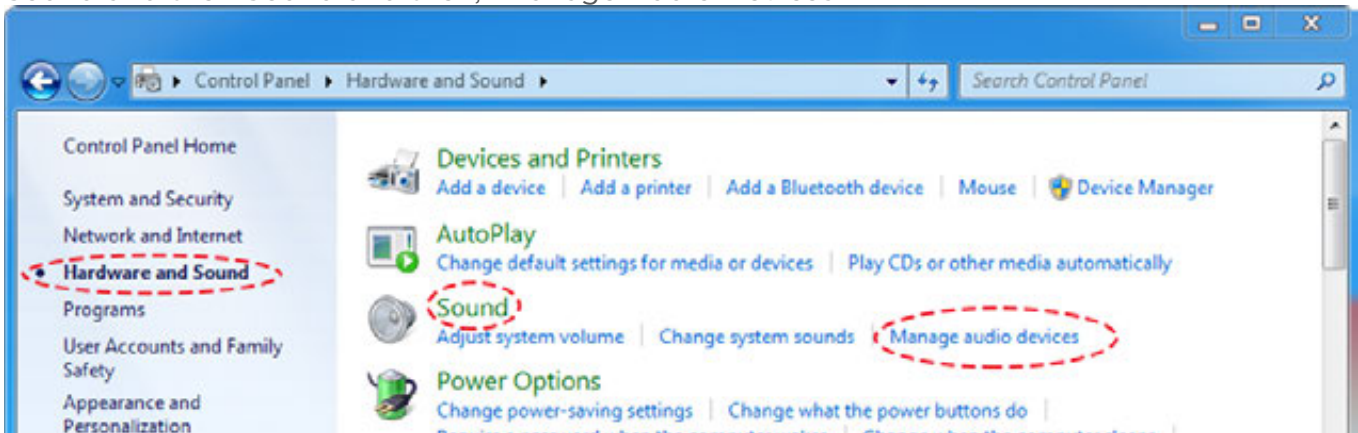 Control Panel ▸ Hardware and Sound ▸
Search Control Panel
Control Panel Home
System and Security
Network and Internet
Hardware and Sound
Programs
User Accounts and Family
Safety
Appearance and
Personalization
Devices and Printers
Add a device | Add a printer | Add a Bluetooth device | Mouse | Device Manager
AutoPlay
Change default settings for media or devices | Play CDs or other media automatically
Sound
Adjust system volume | Change system sounds | Manage audio devices
Power Options
Change power-saving settings | Change what the power buttons do |